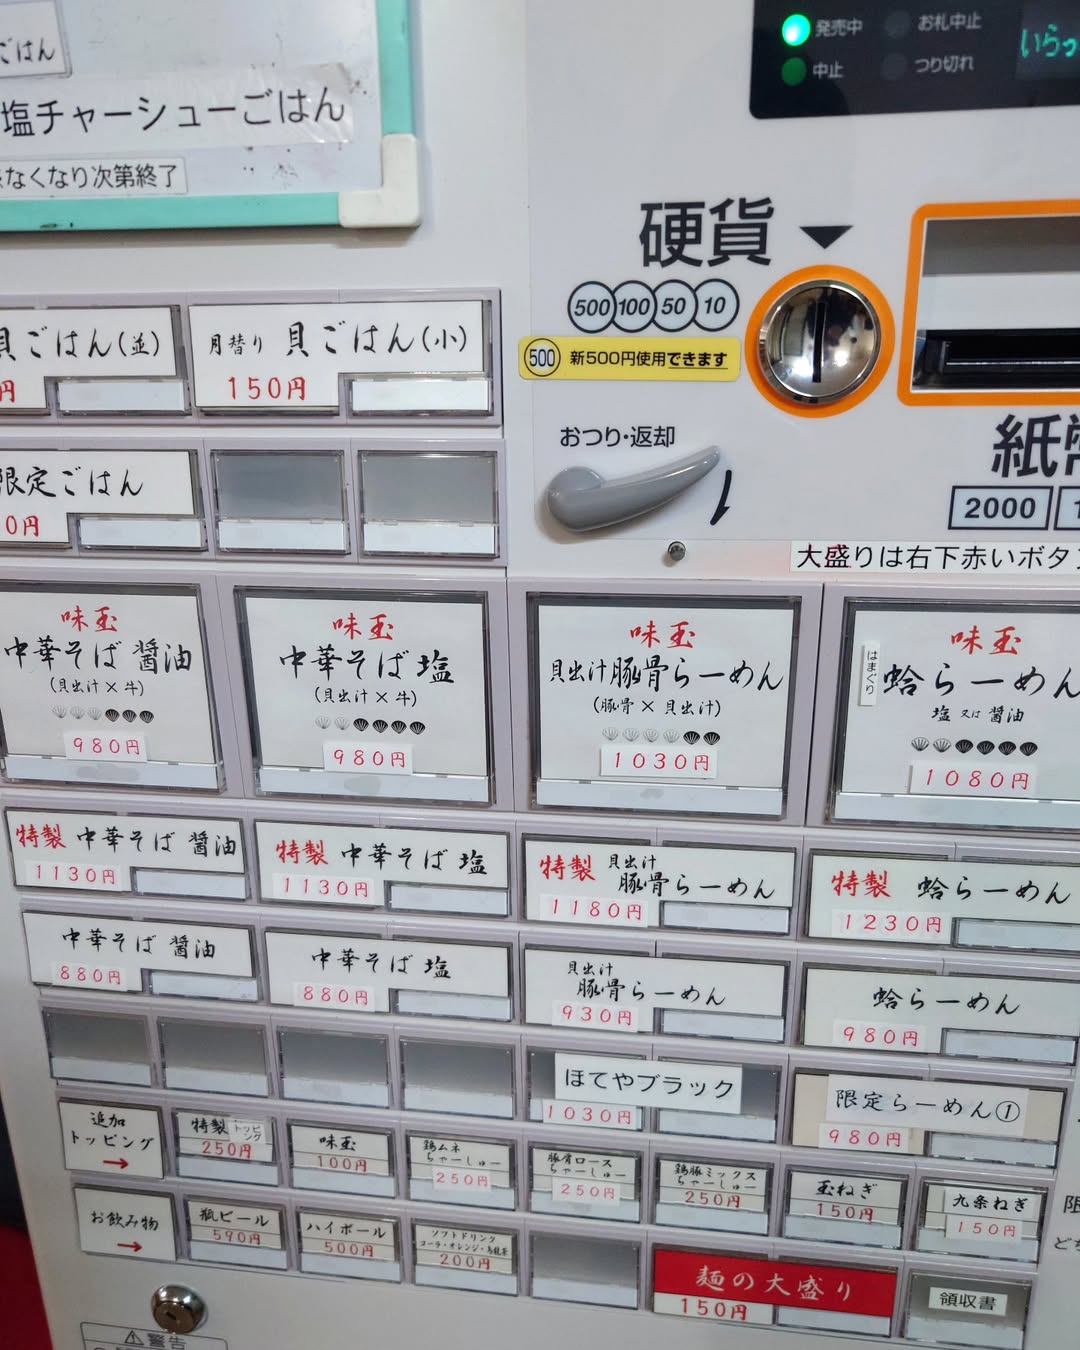 ごはん
塩チャーシューごはん
なくなり次第終了
発売中
お札中止
中止
つり切れ
いらっ
硬貨
500 100 50 10
500 新500円使用できます
おつり・返却
紙幣
2000
大盛りは右下赤いボタ
貝ごはん(並)
円
月替り 貝ごはん(小)
150円
限定ごはん
0円
味玉
中華そば 醤油
(貝出汁×牛)
980円
味玉
中華そば 塩
(貝出汁×牛)
980円
味玉
貝出汁豚骨らーめん
(豚骨×貝出汁)
1030円
味玉
はまぐり
蛤らーめん
塩 又は 醤油
1080円
特製 中華そば 醤油
1130円
特製 中華そば 塩
1130円
特製 貝出汁
豚骨らーめん
1180円
特製 蛤らーめん
1230円
中華そば 醤油
880円
中華そば 塩
880円
貝出汁
豚骨らーめん
930円
蛤らーめん
980円
ほてやブラック
1030円
限定らーめん①
980円
追加
トッピング
→
特製トッピング
250円
味玉
100円
鶏ムネ
ちゃーしゅー
250円
豚肩ロース
ちゃーしゅー
250円
鶏豚ミックス
ちゃーしゅー
250円
玉ねぎ
150円
九条ねぎ
150円
限
どち
お飲み物
→
瓶ビール
590円
ハイボール
500円
ソフトドリンク
コーラ・オレンジ・烏龍茶
200円
麺の大盛り
150円
領収書
警告